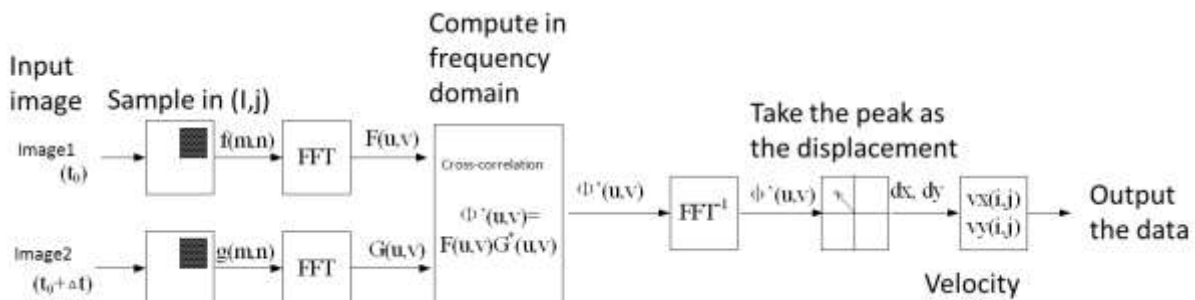 Compute in
frequency
domain
Input
image
Sample in (I,j)
Take the peak as
the displacement
Image1
(t₀)
f(m,n)
FFT
F(u,v)
Cross-correlation
Φ'(u,v)=
F(u,v)G*(u,v)
Φ'(u,v)
FFT⁻¹
Φ'(u,v)
dx, dy
vx(i,j)
vy(i,j)
Output
the data
Image2
(t₀+△t)
g(m,n)
FFT
G(u,v)
Velocity